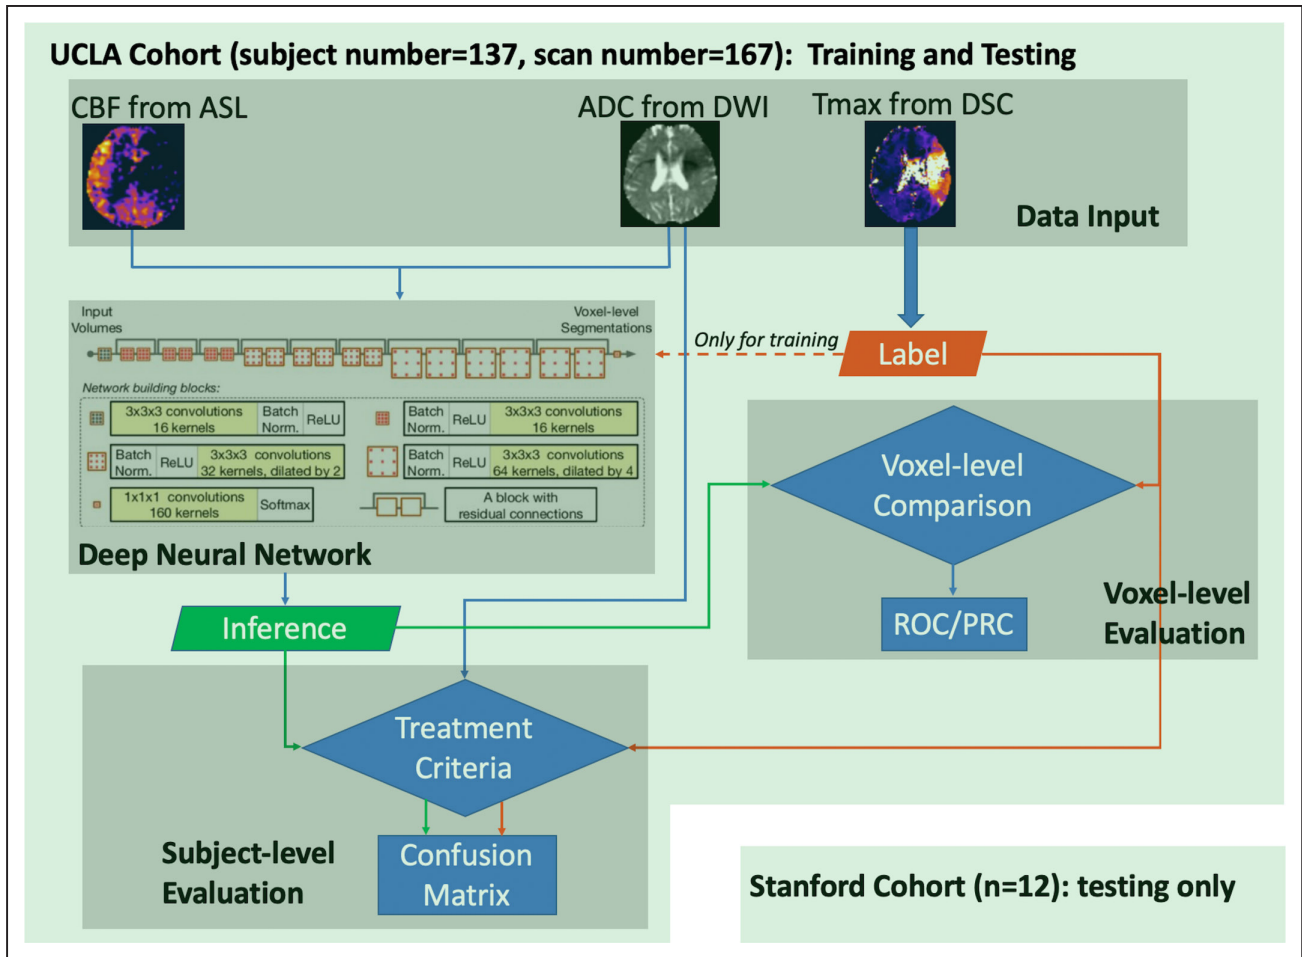 UCLA Cohort (subject number=137, scan number=167):  Training and Testing
CBF from ASL
ADC from DWI
Tmax from DSC
Data Input
Input
Volumes
Voxel-level
Segmentations
Only for training
Label
Network building blocks:
3x3x3 convolutions
16 kernels
Batch
Norm.
ReLU
Batch
Norm.
ReLU
3x3x3 convolutions
16 kernels
Batch
Norm.
ReLU
3x3x3 convolutions
32 kernels, dilated by 2
Batch
Norm.
ReLU
3x3x3 convolutions
64 kernels, dilated by 4
1x1x1 convolutions
160 kernels
Softmax
A block with
residual connections
Deep Neural Network
Voxel-level
Comparison
ROC/PRC
Voxel-level
Evaluation
Inference
Treatment
Criteria
Confusion
Matrix
Subject-level
Evaluation
Stanford Cohort (n=12): testing only